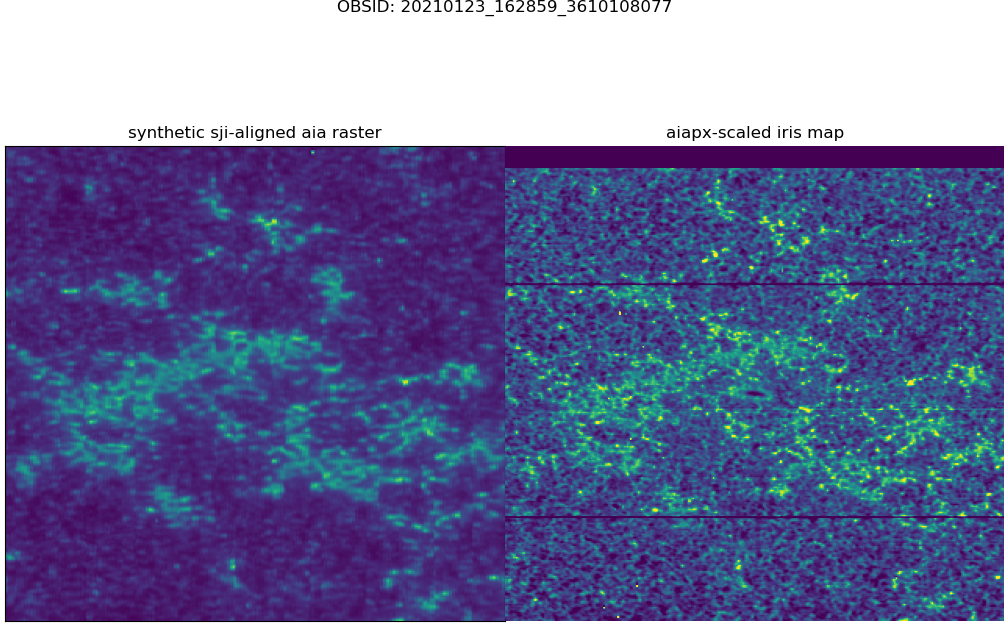 OBSID: 20210123_162859_3610108077
synthetic sji-aligned aia raster
aiapx-scaled iris map